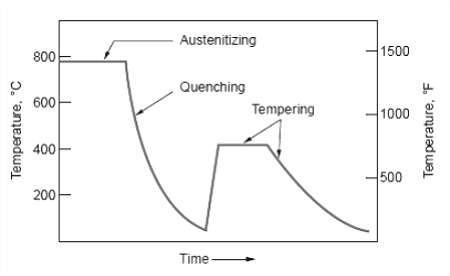 Austenitizing
Quenching
Tempering
Temperature, °C
800
600
400
200
Temperature, °F
1500
1000
500
Time